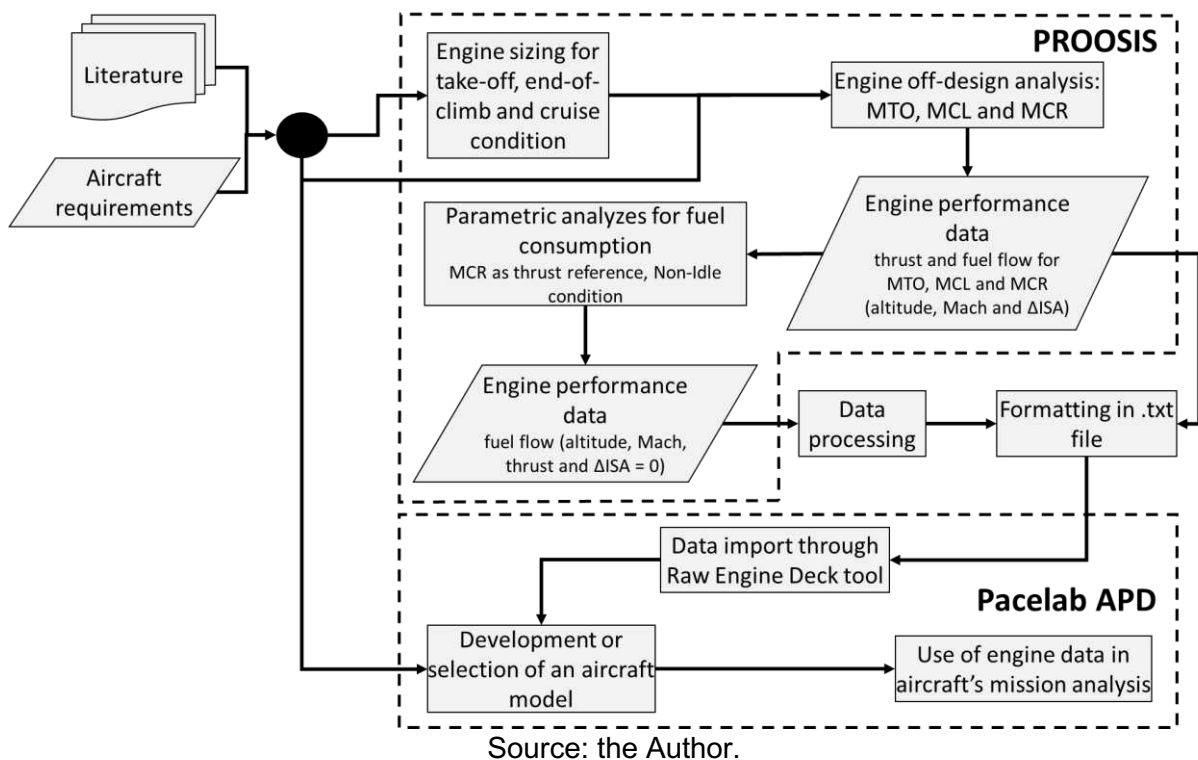 PROOSIS
Literature
Aircraft
requirements
Engine sizing for
take-off, end-of-
climb and cruise
condition
Engine off-design analysis:
MTO, MCL and MCR
Engine performance
data
thrust and fuel flow for
MTO, MCL and MCR
(altitude, Mach and ΔISA)
Parametric analyzes for fuel
consumption
MCR as thrust reference, Non-Idle
condition
Engine performance
data
fuel flow (altitude, Mach,
thrust and ΔISA = 0)
Data
processing
Formatting in .txt
file
Data import through
Raw Engine Deck tool
Pacelab APD
Development or
selection of an aircraft
model
Use of engine data in
aircraft’s mission analysis
Source: the Author.